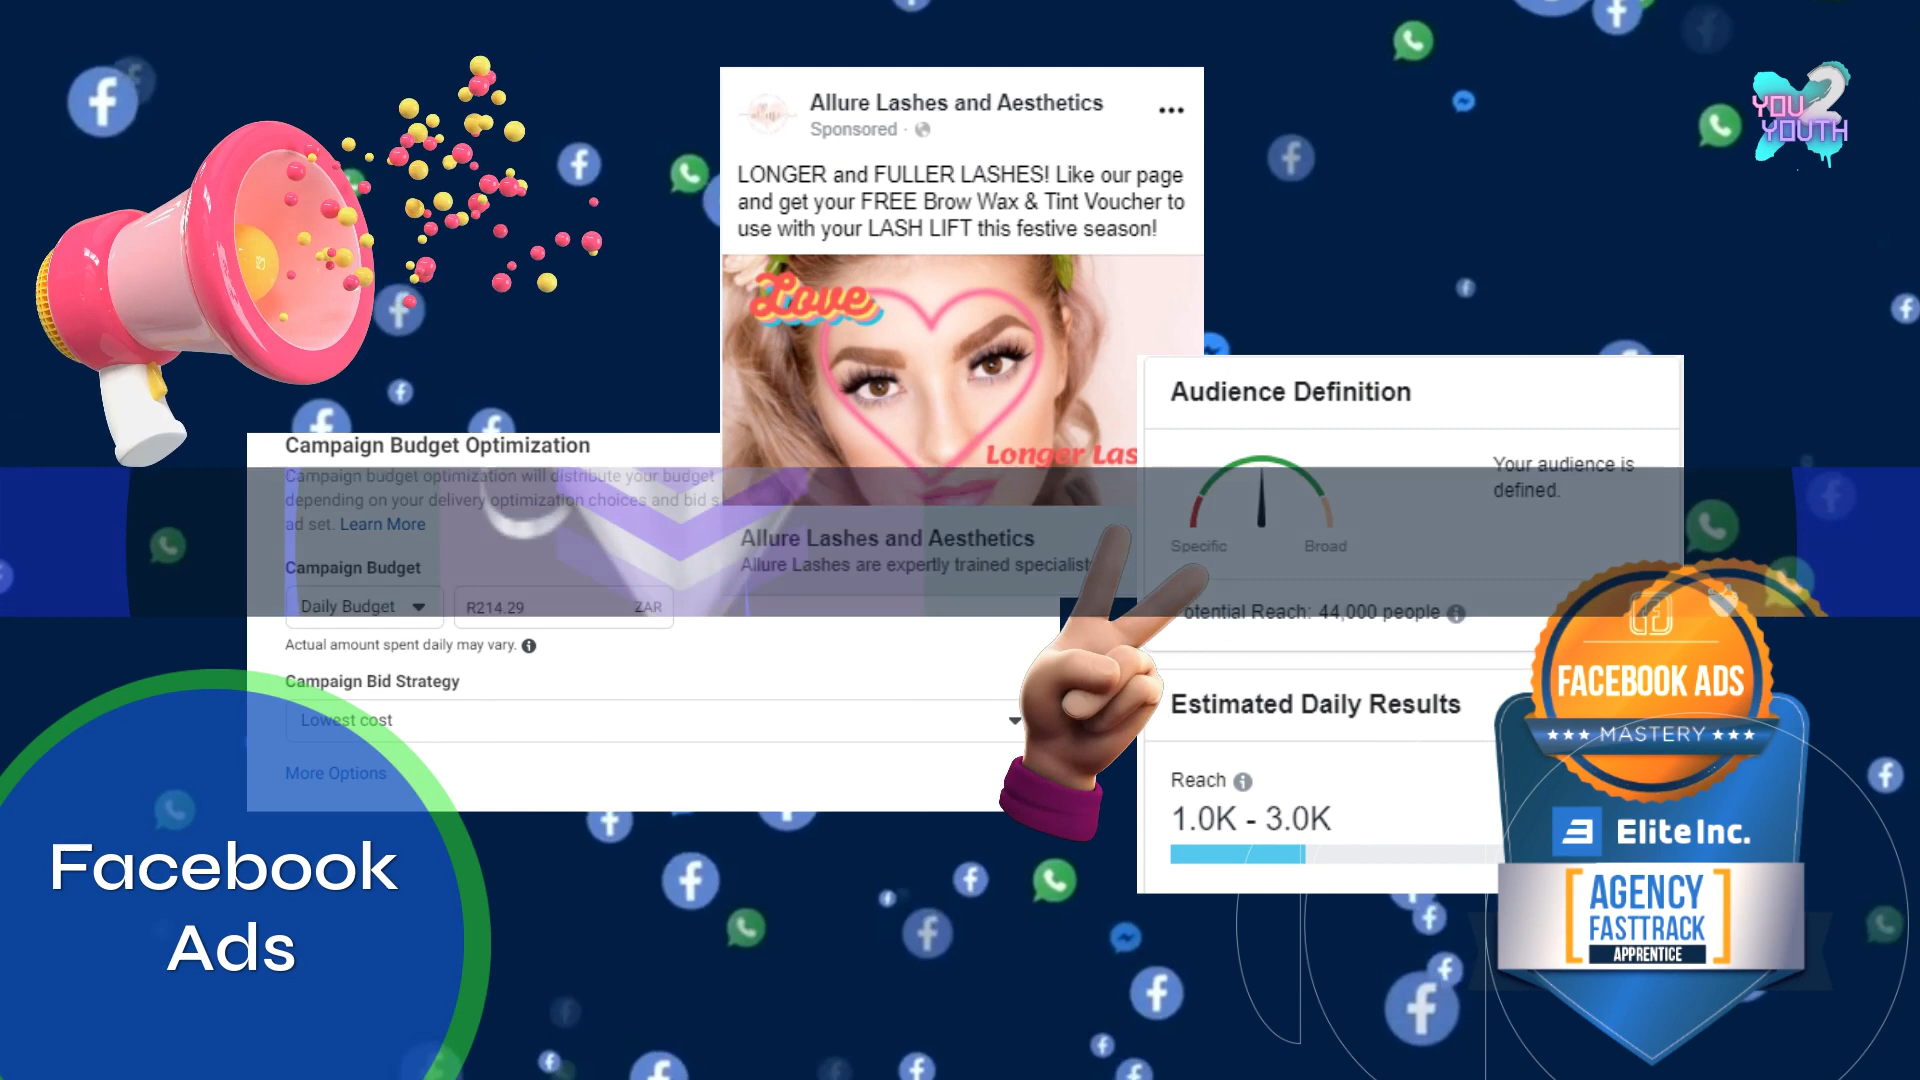 YOU 2
YOUTH
Allure Lashes and Aesthetics
Sponsored ·
LONGER and FULLER LASHES! Like our page
and get your FREE Brow Wax & Tint Voucher to
use with your LASH LIFT this festive season!
Love
Longer Las
Allure Lashes and Aesthetics
Allure Lashes are expertly trained specialist
Campaign Budget Optimization
Campaign budget optimization will distribute your budget
depending on your delivery optimization choices and bid s
ad set. Learn More
Campaign Budget
Daily Budget
R214.29 ZAR
Actual amount spent daily may vary.
Campaign Bid Strategy
Lowest cost
More Options
Audience Definition
Your audience is
defined.
Specific Broad
otential Reach: 44,000 people
Estimated Daily Results
Reach
1.0K - 3.0K
FACEBOOK ADS
MASTERY
Elite Inc.
AGENCY
FASTTRACK
APPRENTICE
Facebook
Ads